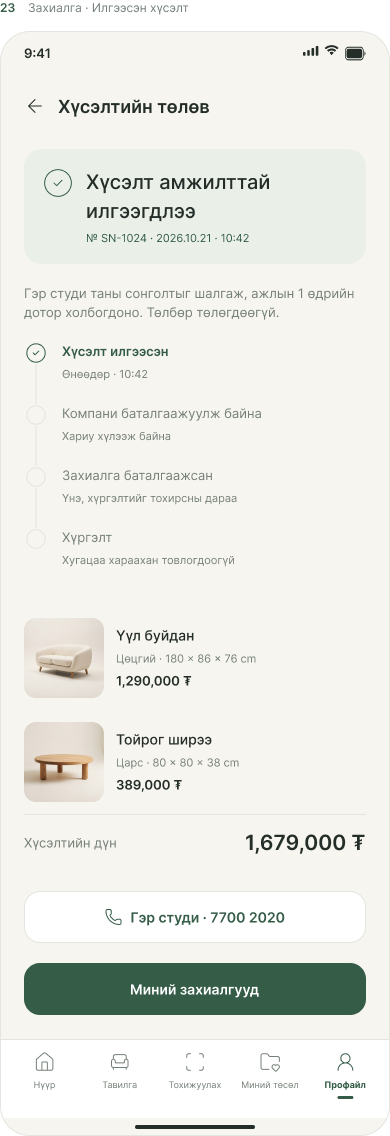 23 Захиалга · Илгээсэн хүсэлт
9:41
Хүсэлтийн төлөв
Хүсэлт амжилттай
илгээгдлээ
№ SN-1024 · 2026.10.21 · 10:42
Гэр студи таны сонголтыг шалгаж, ажлын 1 өдрийн
дотор холбогдоно. Төлбөр төлөгдөөгүй.
Хүсэлт илгээсэн
Өнөөдөр · 10:42
Компани баталгаажуулж байна
Хариу хүлээж байна
Захиалга баталгаажсан
Үнэ, хүргэлтийг тохирсны дараа
Хүргэлт
Хугацаа хараахан товлогдоогүй
Үүл буйдан
Цөцгий · 180 × 86 × 76 cm
1,290,000 ₮
Тойрог ширээ
Царс · 80 × 80 × 38 cm
389,000 ₮
Хүсэлтийн дүн 1,679,000 ₮
Гэр студи · 7700 2020
Миний захиалгууд
Нүүр Тавилга Тохижуулах Миний төсөл Профайл